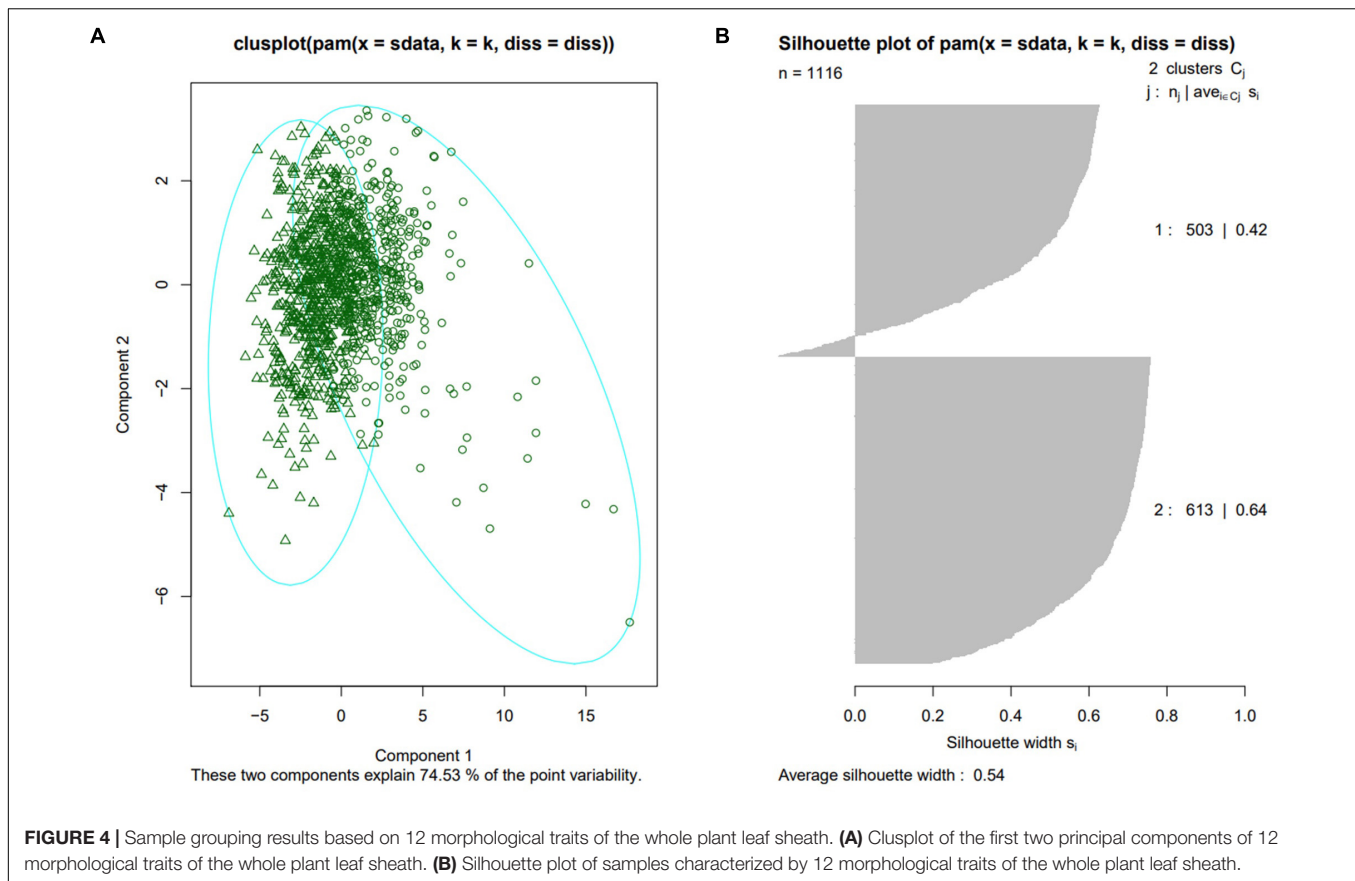 A
clusplot(pam(x = sdata, k = k, diss = diss))
Component 2
2
0
−2
−4
−6
−5 0 5 10 15
Component 1
These two components explain 74.53 % of the point variability.
B
Silhouette plot of pam(x = sdata, k = k, diss = diss)
n = 1116
2 clusters Cj
j : nj | avei∈Cj si
1 : 503 | 0.42
2 : 613 | 0.64
0.0 0.2 0.4 0.6 0.8 1.0
Silhouette width si
Average silhouette width : 0.54
FIGURE 4 | Sample grouping results based on 12 morphological traits of the whole plant leaf sheath. (A) Clusplot of the first two principal components of 12
morphological traits of the whole plant leaf sheath. (B) Silhouette plot of samples characterized by 12 morphological traits of the whole plant leaf sheath.